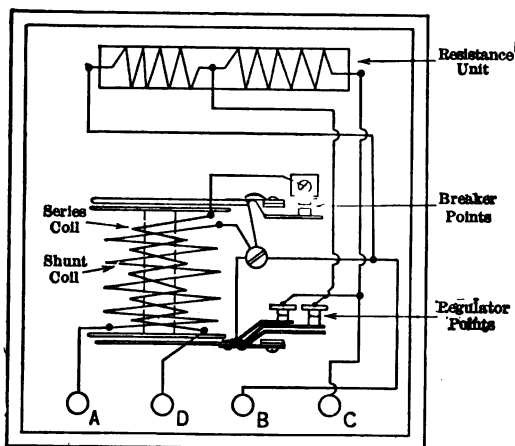 Resistance
Unit
Breaker
Points
Series
Coil
Shunt
Coil
Regulator
Points
A
D
B
C